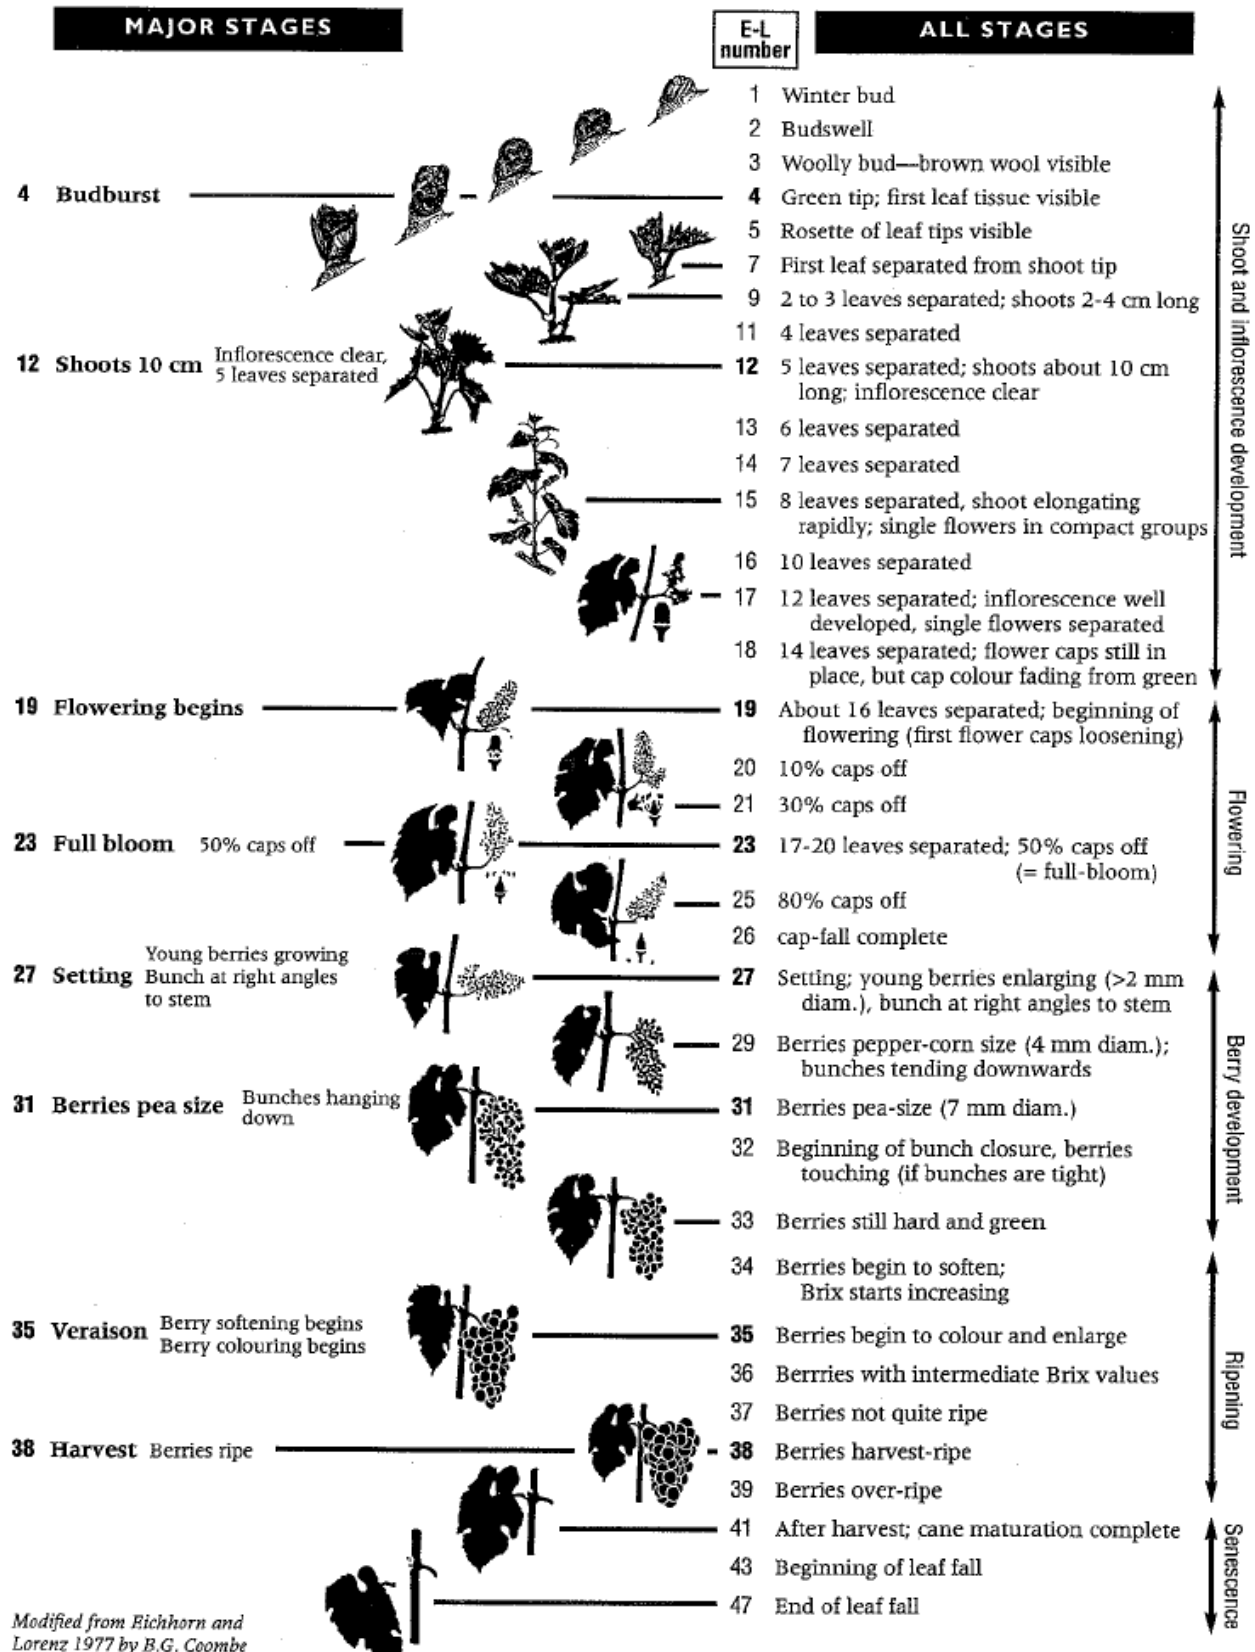 MAJOR STAGES
E-L
number
ALL STAGES
1 Winter bud
2 Budswell
3 Woolly bud—brown wool visible
4 Budburst
4 Green tip; first leaf tissue visible
5 Rosette of leaf tips visible
7 First leaf separated from shoot tip
9 2 to 3 leaves separated; shoots 2-4 cm long
11 4 leaves separated
12 Shoots 10 cm
Inflorescence clear,
5 leaves separated
12 5 leaves separated; shoots about 10 cm
long; inflorescence clear
13 6 leaves separated
14 7 leaves separated
15 8 leaves separated, shoot elongating
rapidly; single flowers in compact groups
16 10 leaves separated
17 12 leaves separated; inflorescence well
developed, single flowers separated
18 14 leaves separated; flower caps still in
place, but cap colour fading from green
Shoot and inflorescence development
19 Flowering begins
19 About 16 leaves separated; beginning of
flowering (first flower caps loosening)
20 10% caps off
21 30% caps off
23 Full bloom 50% caps off
23 17-20 leaves separated; 50% caps off
(= full-bloom)
25 80% caps off
26 cap-fall complete
Flowering
27 Setting
Young berries growing
Bunch at right angles
to stem
27 Setting; young berries enlarging (>2 mm
diam.), bunch at right angles to stem
29 Berries pepper-corn size (4 mm diam.);
bunches tending downwards
31 Berries pea size
Bunches hanging
down
31 Berries pea-size (7 mm diam.)
32 Beginning of bunch closure, berries
touching (if bunches are tight)
33 Berries still hard and green
Berry development
34 Berries begin to soften;
Brix starts increasing
35 Veraison
Berry softening begins
Berry colouring begins
35 Berries begin to colour and enlarge
36 Berrries with intermediate Brix values
37 Berries not quite ripe
38 Harvest Berries ripe
38 Berries harvest-ripe
39 Berries over-ripe
Ripening
41 After harvest; cane maturation complete
43 Beginning of leaf fall
47 End of leaf fall
Senescence
Modified from Eichhorn and
Lorenz 1977 by B.G. Coombe